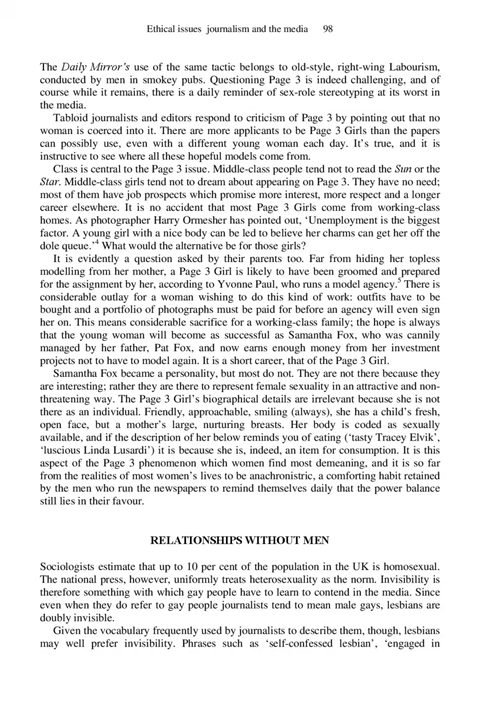 Ethical issues journalism and the media 98
The Daily Mirror's use of the same tactic belongs to old-style, right-wing Labourism,
conducted by men in smokey pubs. Questioning Page 3 is indeed challenging, and of
course while it remains, there is a daily reminder of sex-role stereotyping at its worst in
the media.
Tabloid journalists and editors respond to criticism of Page 3 by pointing out that no
woman is coerced into it. There are more applicants to be Page 3 Girls than the papers
can possibly use, even with a different young woman each day. It's true, and it is
instructive to see where all these hopeful models come from.
Class is central to the Page 3 issue. Middle-class people tend not to read the Sun or the
Star. Middle-class girls tend not to dream about appearing on Page 3. They have no need;
most of them have job prospects which promise more interest, more respect and a longer
career elsewhere. It is no accident that most Page 3 Girls come from working-class
homes. As photographer Harry Ormesher has pointed out, 'Unemployment is the biggest
factor. A young girl with a nice body can be led to believe her charms can get her off the
dole queue.'4 What would the alternative be for those girls?
It is evidently a question asked by their parents too. Far from hiding her topless
modelling from her mother, a Page 3 Girl is likely to have been groomed and prepared
for the assignment by her, according to Yvonne Paul, who runs a model agency.5 There is
considerable outlay for a woman wishing to do this kind of work: outfits have to be
bought and a portfolio of photographs must be paid for before an agency will even sign
her on. This means considerable sacrifice for a working-class family; the hope is always
that the young woman will become as successful as Samantha Fox, who was cannily
managed by her father, Pat Fox, and now earns enough money from her investment
projects not to have to model again. It is a short career, that of the Page 3 Girl.
Samantha Fox became a personality, but most do not. They are not there because they
are interesting; rather they are there to represent female sexuality in an attractive and non-
threatening way. The Page 3 Girl's biographical details are irrelevant because she is not
there as an individual. Friendly, approachable, smiling (always), she has a child's fresh,
open face, but a mother's large, nurturing breasts. Her body is coded as sexually
available, and if the description of her below reminds you of eating ('tasty Tracey Elvik',
'luscious Linda Lusardi') it is because she is, indeed, an item for consumption. It is this
aspect of the Page 3 phenomenon which women find most demeaning, and it is so far
from the realities of most women's lives to be anachronistic, a comforting habit retained
by the men who run the newspapers to remind themselves daily that the power balance
still lies in their favour.
RELATIONSHIPS WITHOUT MEN
Sociologists estimate that up to 10 per cent of the population in the UK is homosexual.
The national press, however, uniformly treats heterosexuality as the norm. Invisibility is
therefore something with which gay people have to learn to contend in the media. Since
even when they do refer to gay people journalists tend to mean male gays, lesbians are
doubly invisible.
Given the vocabulary frequently used by journalists to describe them, though, lesbians
may well prefer invisibility. Phrases such as 'self-confessed lesbian', 'engaged in